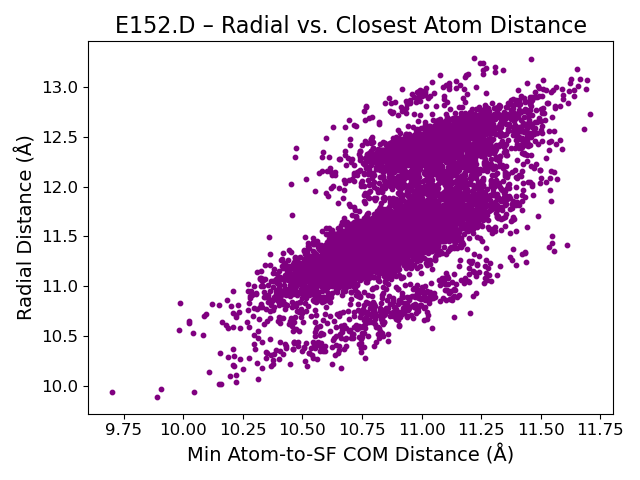 E152.D – Radial vs. Closest Atom Distance
13.0
12.5
12.0
11.5
11.0
10.5
10.0
Radial Distance (Å)
9.75 10.00 10.25 10.50 10.75 11.00 11.25 11.50 11.75
Min Atom-to-SF COM Distance (Å)